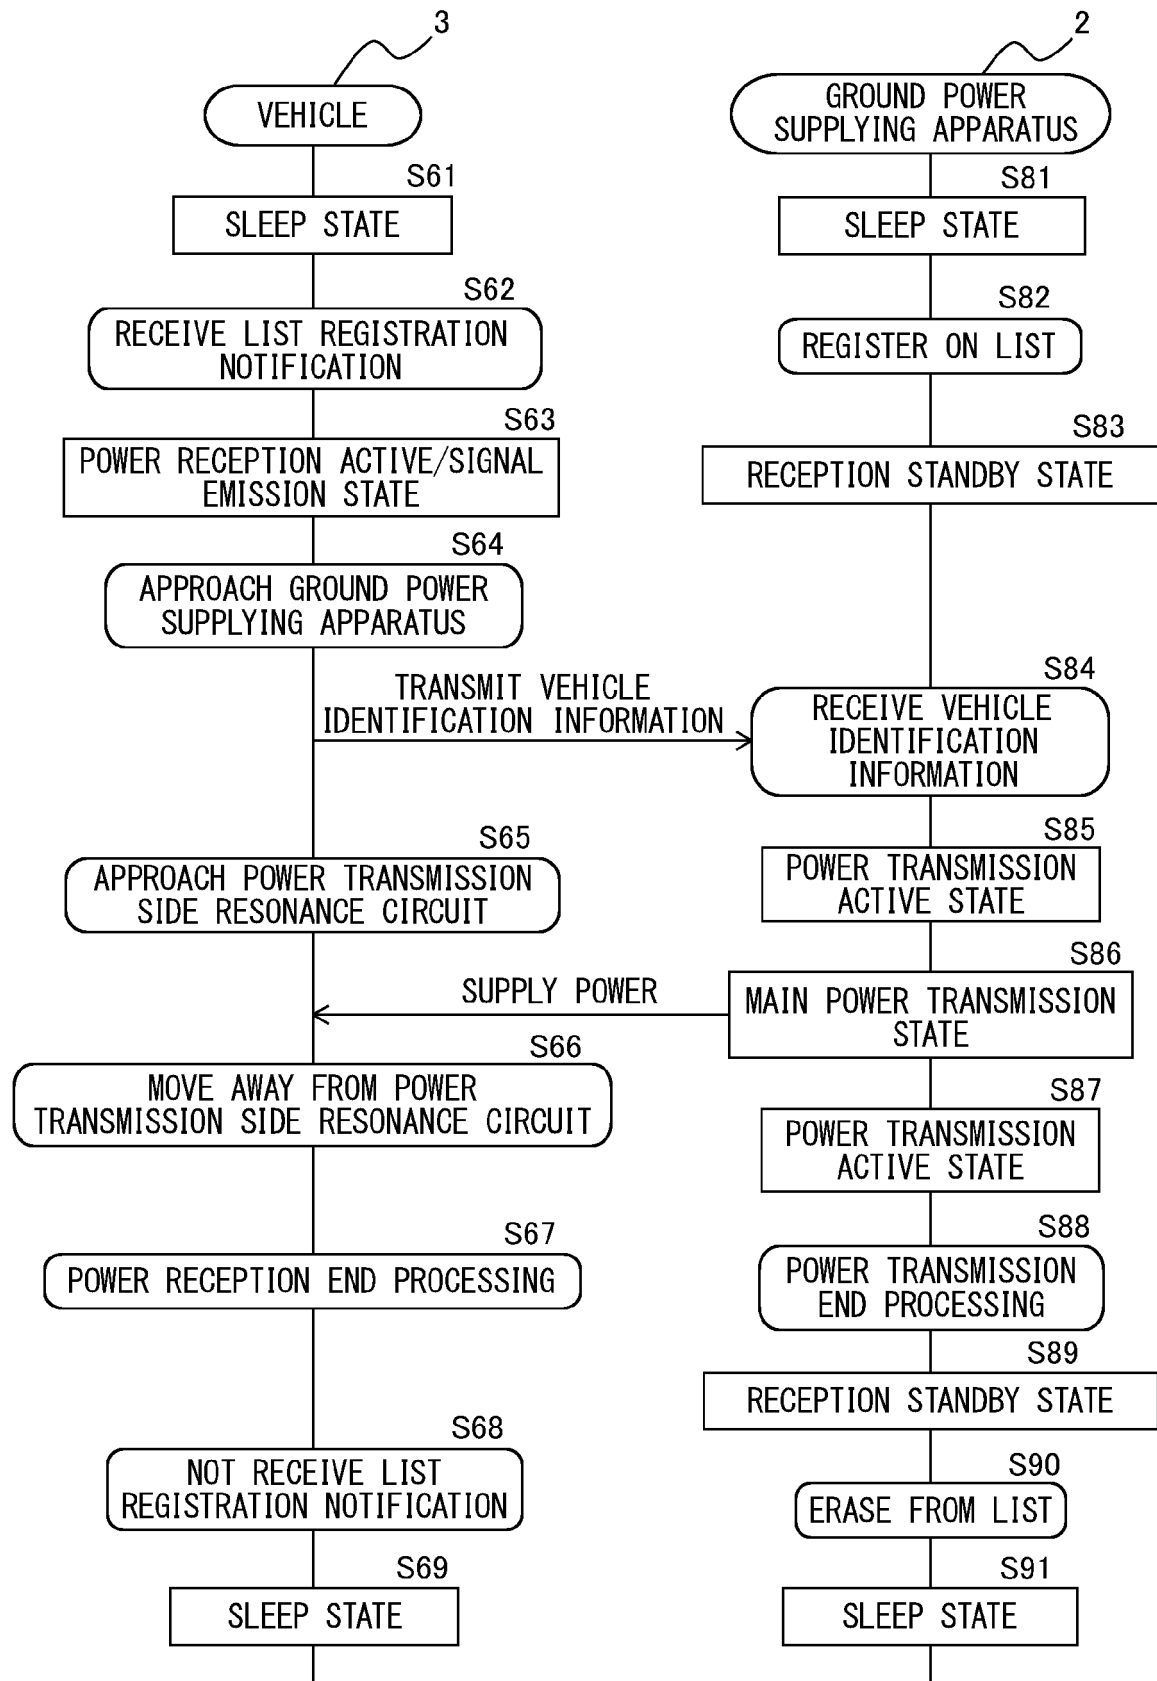 3
2
VEHICLE
GROUND POWER
SUPPLYING APPARATUS
S61
SLEEP STATE
S81
SLEEP STATE
S62
RECEIVE LIST REGISTRATION
NOTIFICATION
S82
REGISTER ON LIST
S63
POWER RECEPTION ACTIVE/SIGNAL
EMISSION STATE
S83
RECEPTION STANDBY STATE
S64
APPROACH GROUND POWER
SUPPLYING APPARATUS
TRANSMIT VEHICLE
IDENTIFICATION INFORMATION
S84
RECEIVE VEHICLE
IDENTIFICATION
INFORMATION
S65
APPROACH POWER TRANSMISSION
SIDE RESONANCE CIRCUIT
S85
POWER TRANSMISSION
ACTIVE STATE
SUPPLY POWER
S86
MAIN POWER TRANSMISSION
STATE
S66
MOVE AWAY FROM POWER
TRANSMISSION SIDE RESONANCE CIRCUIT
S87
POWER TRANSMISSION
ACTIVE STATE
S67
POWER RECEPTION END PROCESSING
S88
POWER TRANSMISSION
END PROCESSING
S89
RECEPTION STANDBY STATE
S68
NOT RECEIVE LIST
REGISTRATION NOTIFICATION
S90
ERASE FROM LIST
S69
SLEEP STATE
S91
SLEEP STATE